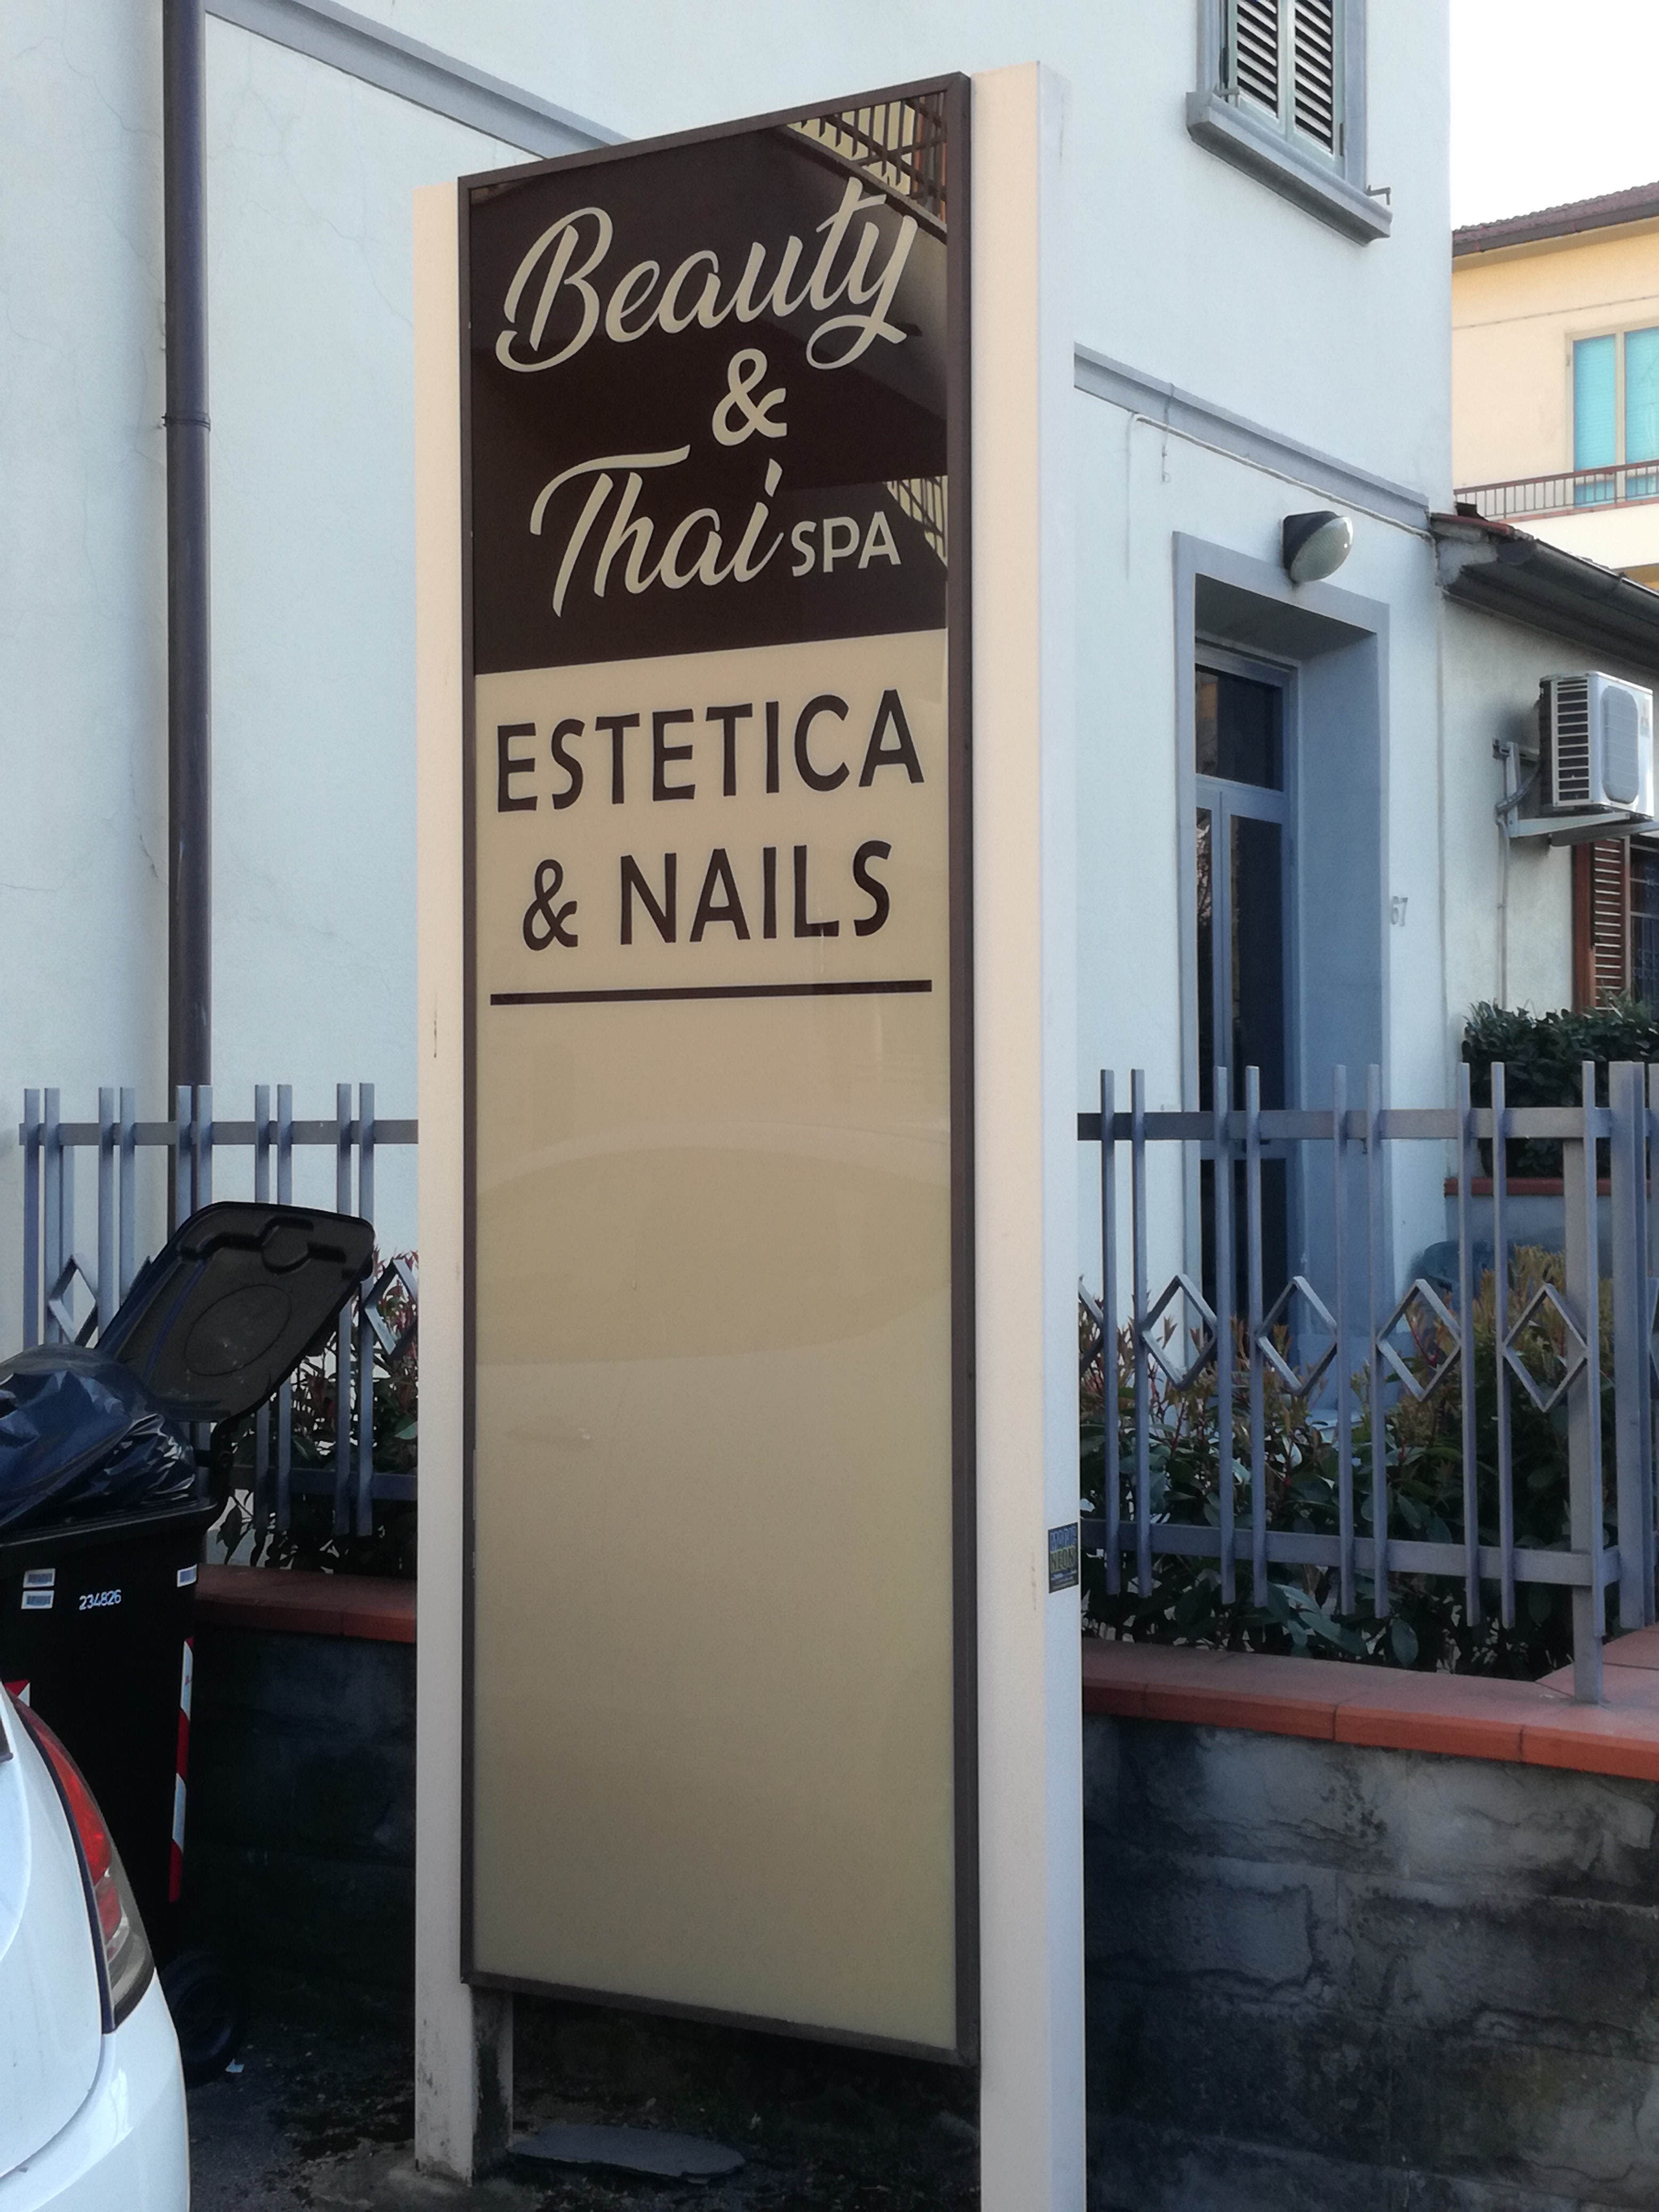 Beauty
&
Thai SPA
ESTETICA
& NAILS
67
234826